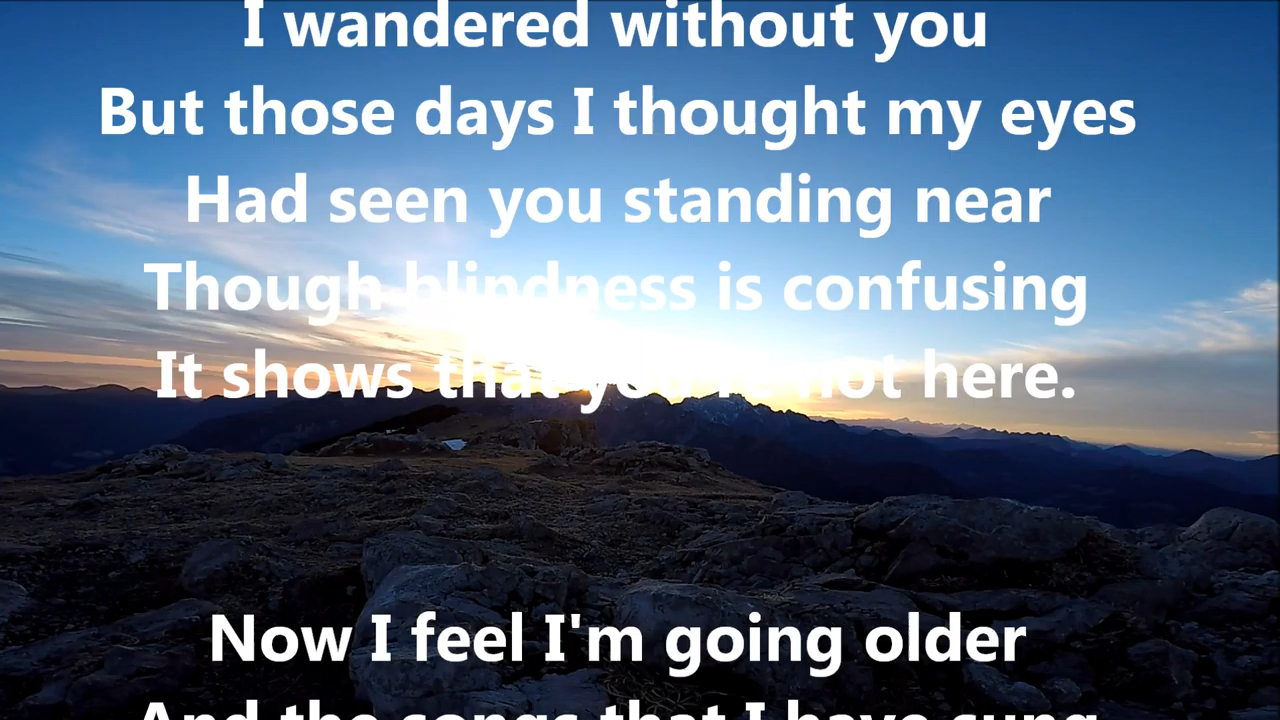 I wandered without you
But those days I thought my eyes
Had seen you standing near
Though blindness is confusing
It shows that you're not here.
Now I feel I'm going older
And the songs that I have sung